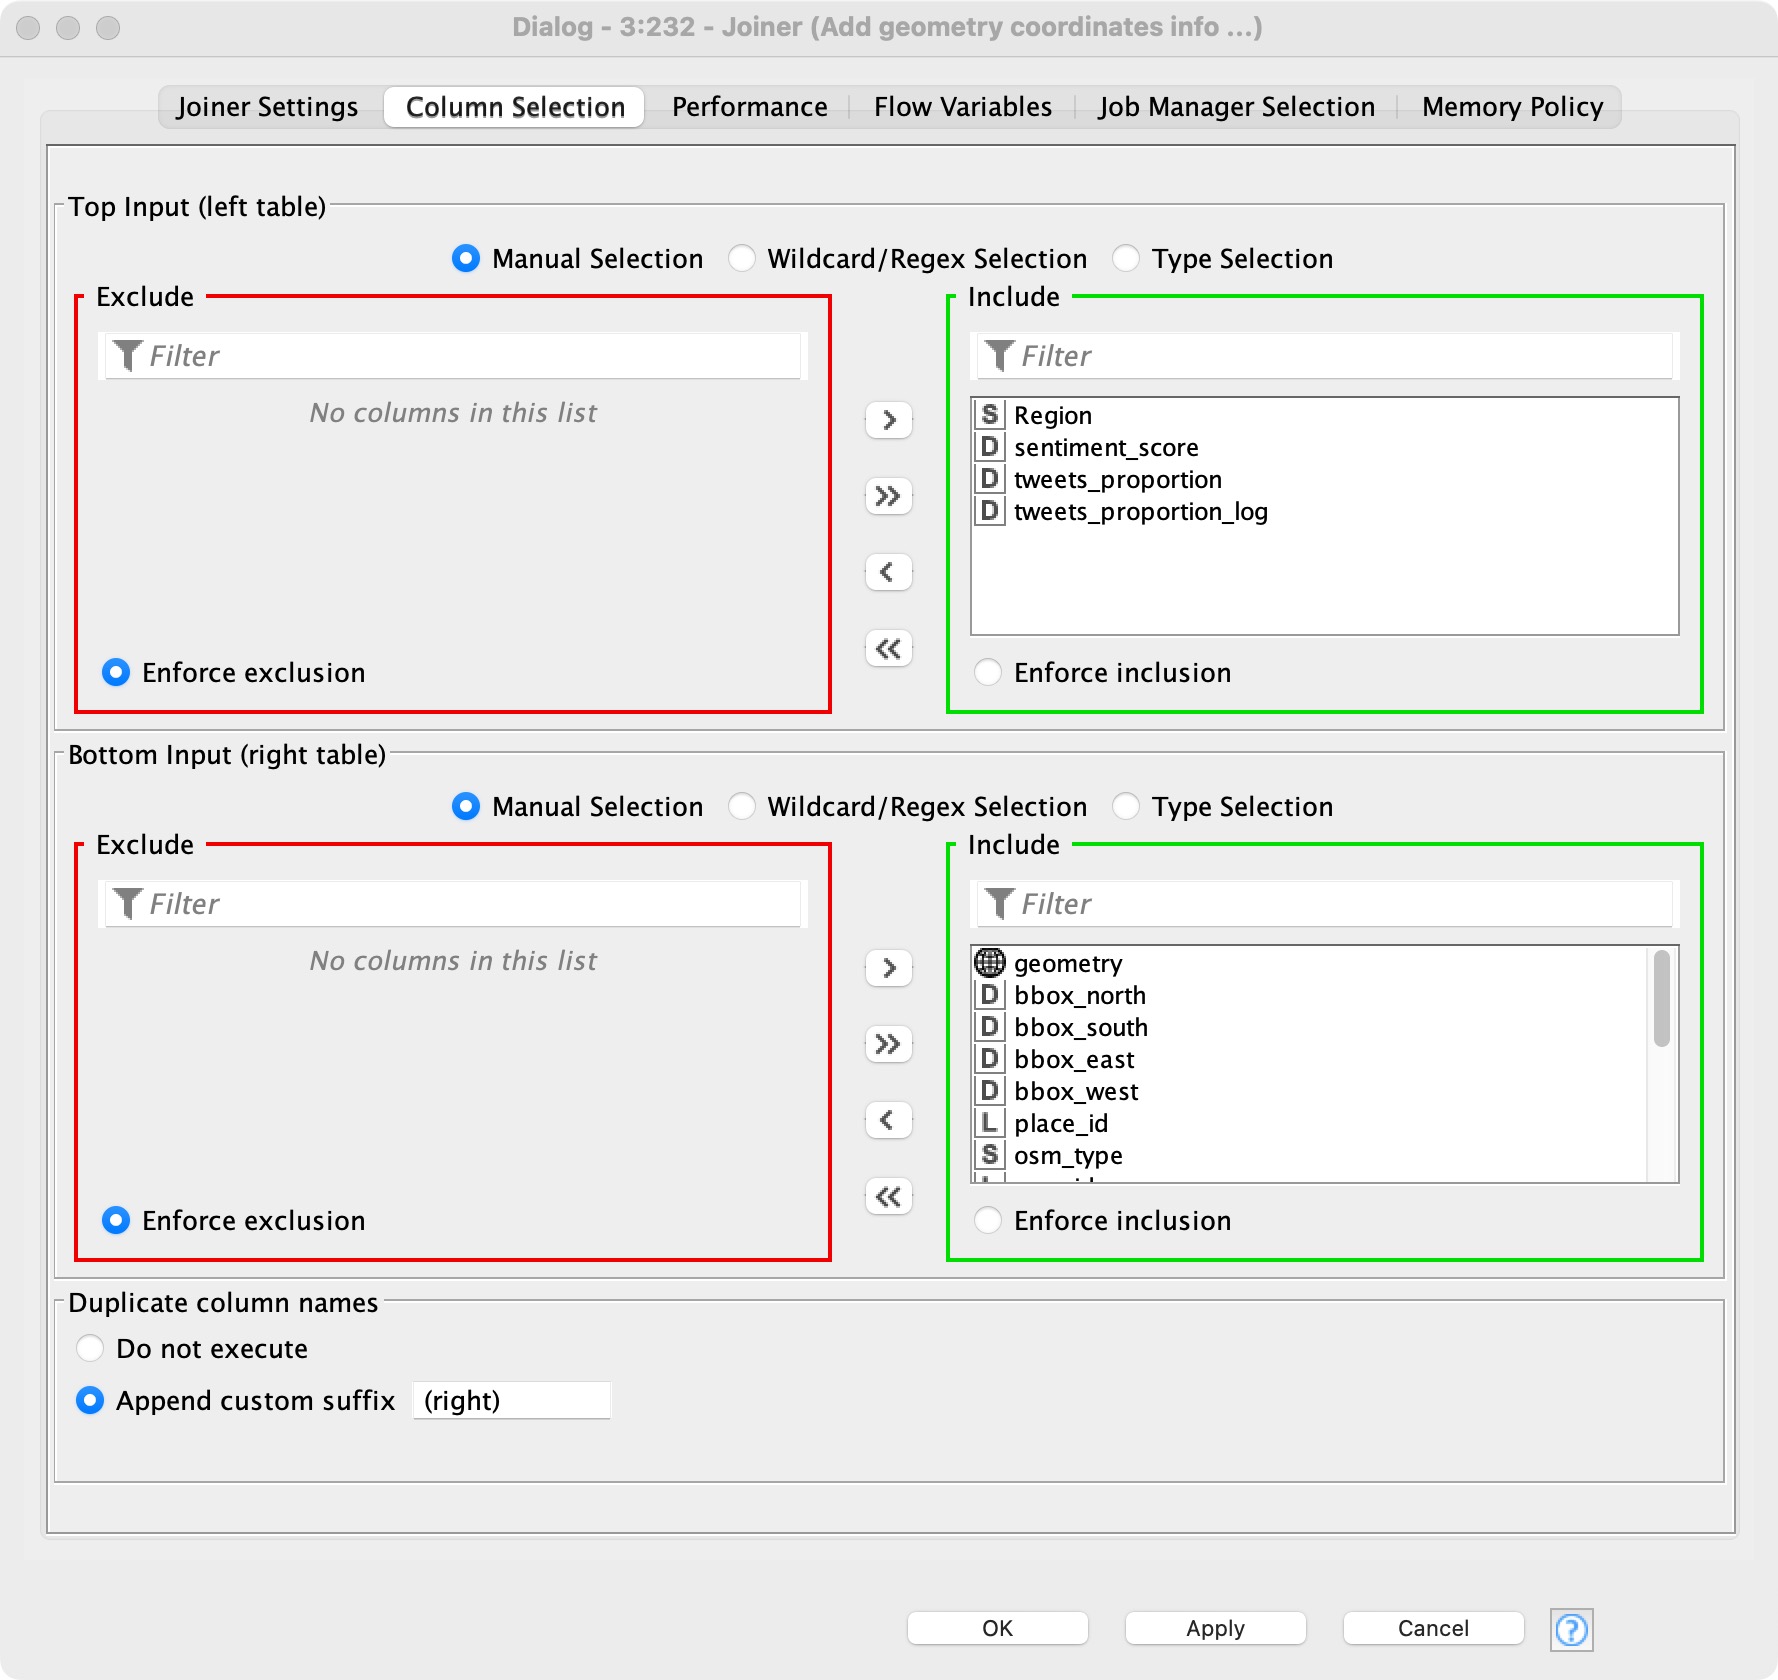 Dialog - 3:232 - Joiner (Add geometry coordinates info ...)
Joiner Settings Column Selection Performance Flow Variables Job Manager Selection Memory Policy
Top Input (left table)
Manual Selection Wildcard/Regex Selection Type Selection
Exclude
Filter
No columns in this list
Enforce exclusion
>
>>
<
<<
Include
Filter
S Region
D sentiment_score
D tweets_proportion
D tweets_proportion_log
Enforce inclusion
Bottom Input (right table)
Manual Selection Wildcard/Regex Selection Type Selection
Exclude
Filter
No columns in this list
Enforce exclusion
>
>>
<
<<
Include
Filter
geometry
D bbox_north
D bbox_south
D bbox_east
D bbox_west
L place_id
S osm_type
Enforce inclusion
Duplicate column names
Do not execute
Append custom suffix (right)
OK Apply Cancel ?